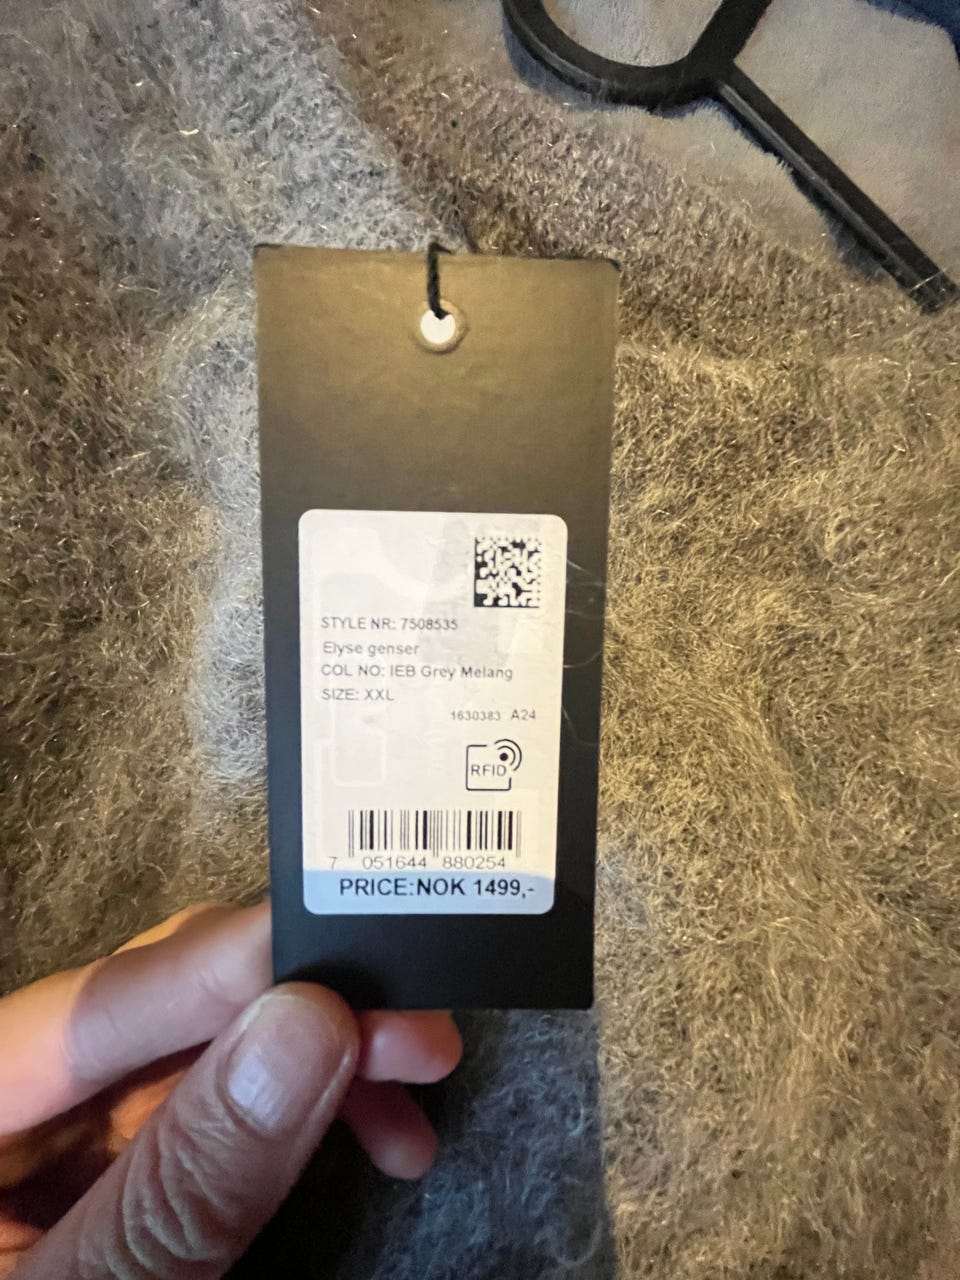 STYLE NR: 7508535
Elyse genser
COL NO: IEB Grey Melang
SIZE: XXL
1630383 A24
RFID
7 051644 880254
PRICE:NOK 1499,-